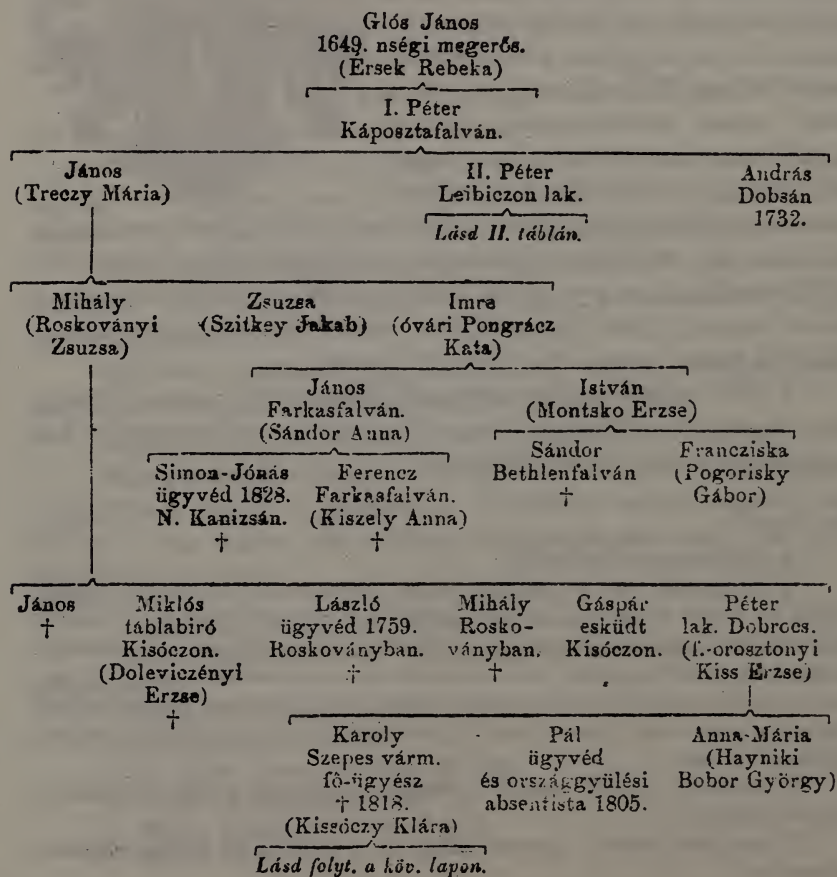 Glós János
1649. nségi megerős.
(Ersek Rebeka)
I. Péter
Káposztafalván.
János
(Treczy Mária)
II. Péter
Leibiczon lak.
Lásd II. táblán.
András
Dobsán
1732.
Mihály
(Roskoványi
Zsuzsa)
Zsuzsa
(Szitkey Jakab)
Imre
(óvári Pongrácz
Kata)
János
Farkasfalván.
(Sándor Anna)
István
(Montsko Erzse)
Simon-Jónás
ügyvéd 1828.
N. Kanizsán.
†
Ferencz
Farkasfalván.
(Kiszely Anna)
†
Sándor
Bethlenfalván
†
Francziska
(Pogorisky
Gábor)
János
†
Miklós
táblabiró
Kisóczon.
(Doleviczényi
Erzse)
†
László
ügyvéd 1759.
Roskoványban.
†
Mihály
Rosko-
ványban.
†
Gáspár
esküdt
Kisóczon.
Péter
lak. Dobrocs.
(f.-orosztonyi
Kiss Erzse)
Karoly
Szepes várm.
fô-ügyész
† 1818.
(Kissóczy Klára)
Lásd folyt. a köv. lapon.
Pál
ügyvéd
és országgyülési
absentista 1805.
Anna-Mária
(Hayniki
Bobor György)